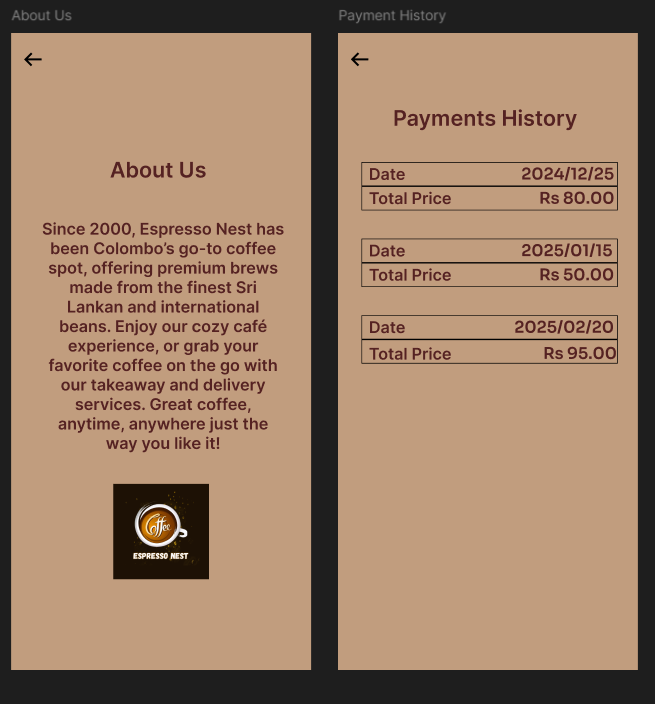 About Us
Payment History
About Us
Since 2000, Espresso Nest has
been Colombo’s go-to coffee
spot, offering premium brews
made from the finest Sri
Lankan and international
beans. Enjoy our cozy café
experience, or grab your
favorite coffee on the go with
our takeaway and delivery
services. Great coffee,
anytime, anywhere just the
way you like it!
Coffee
ESPRESSO NEST
Payments History
Date 2024/12/25
Total Price Rs 80.00
Date 2025/01/15
Total Price Rs 50.00
Date 2025/02/20
Total Price Rs 95.00